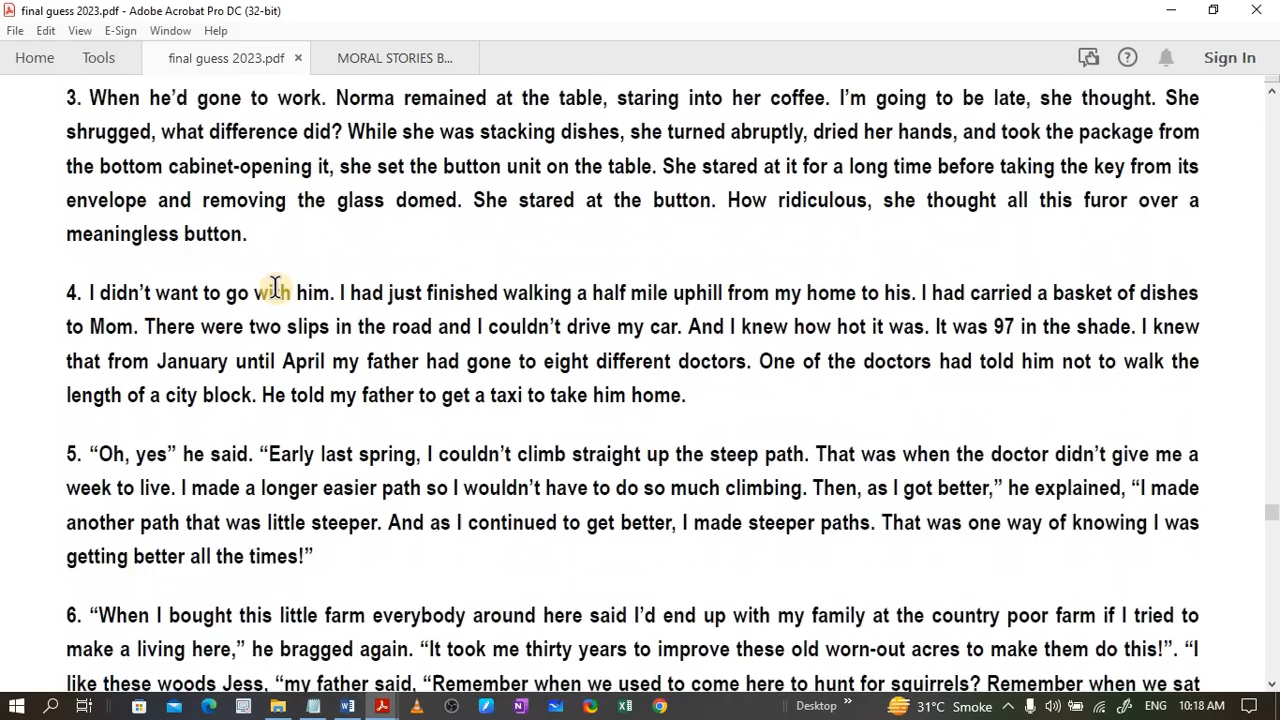 final guess 2023.pdf - Adobe Acrobat Pro DC (32-bit)
File Edit View E-Sign Window Help
Home Tools final guess 2023.pdf × MORAL STORIES B... Sign In
3. When he’d gone to work. Norma remained at the table, staring into her coffee. I’m going to be late, she thought. She
shrugged, what difference did? While she was stacking dishes, she turned abruptly, dried her hands, and took the package from
the bottom cabinet-opening it, she set the button unit on the table. She stared at it for a long time before taking the key from its
envelope and removing the glass domed. She stared at the button. How ridiculous, she thought all this furor over a
meaningless button.
4. I didn’t want to go with him. I had just finished walking a half mile uphill from my home to his. I had carried a basket of dishes
to Mom. There were two slips in the road and I couldn’t drive my car. And I knew how hot it was. It was 97 in the shade. I knew
that from January until April my father had gone to eight different doctors. One of the doctors had told him not to walk the
length of a city block. He told my father to get a taxi to take him home.
5. “Oh, yes” he said. “Early last spring, I couldn’t climb straight up the steep path. That was when the doctor didn’t give me a
week to live. I made a longer easier path so I wouldn’t have to do so much climbing. Then, as I got better,” he explained, “I made
another path that was little steeper. And as I continued to get better, I made steeper paths. That was one way of knowing I was
getting better all the times!”
6. “When I bought this little farm everybody around here said I’d end up with my family at the country poor farm if I tried to
make a living here,” he bragged again. “It took me thirty years to improve these old worn-out acres to make them do this!”. “I
like these woods Jess, “my father said, “Remember when we used to come here to hunt for squirrels? Remember when we sat
Desktop » 31°C Smoke ENG 10:18 AM